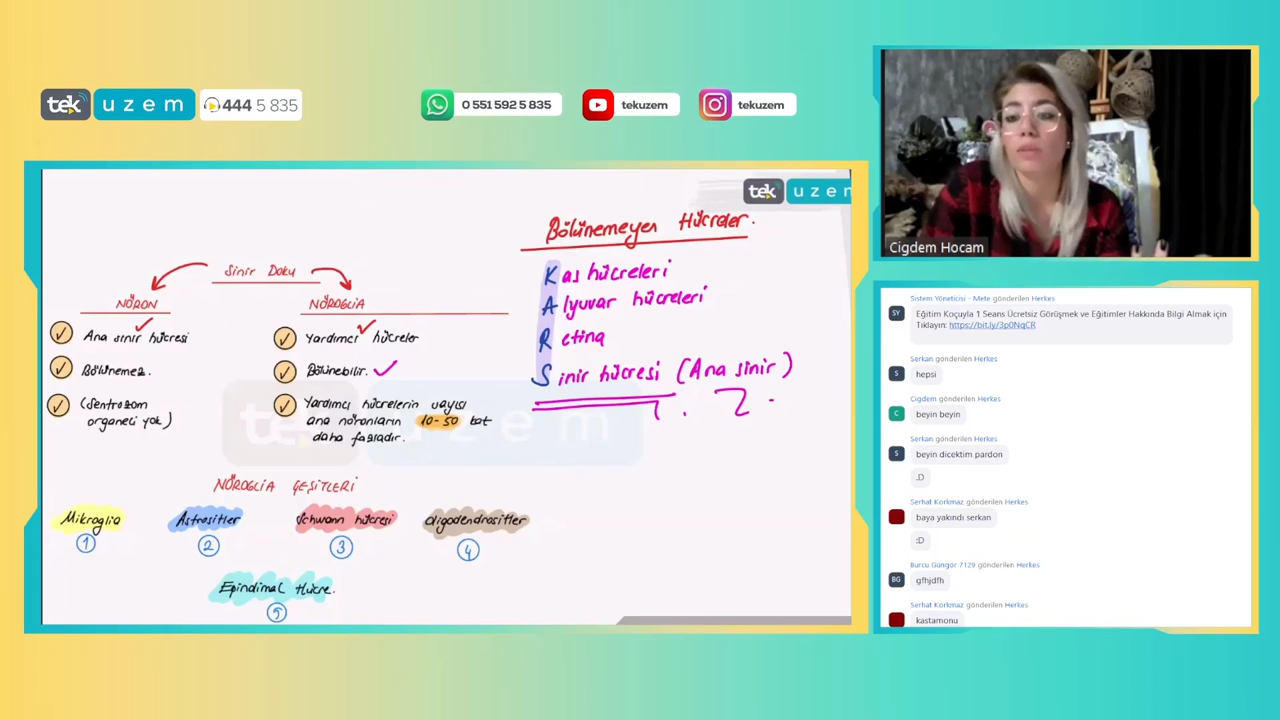 tek uzem 444 5 835
0 551 592 5 835
tekuzem
tekuzem
tek uzem
Sinir Doku
NÖRON
Ana sinir hücresi
Bölünemez.
(Sentrozom
organeli yok)
NÖROGLİA
Yardımcı hücreler
Bölünebilir.
Yardımcı hücrelerin sayısı
ana nöronların 10-50 kat
daha fazladır.
Bölünemeyen Hücreler.
Kas hücreleri
Alyuvar hücreleri
Retina
Sinir hücresi (Ana sinir)
NÖROGLİA ÇEŞİTLERİ
Mikroglia
1
Astrositler
2
Schwann hücresi
3
oligodendrositler
4
Epindimal Hücre.
5
tek uzem
Cigdem Hocam
Sistem Yöneticisi - Mete gönderilen Herkes
SY
Eğitim Koçuyla 1 Seans Ücretsiz Görüşmek ve Eğitimler Hakkında Bilgi Almak için
Tıklayın: https://bit.ly/3p0NqCR
Serkan gönderilen Herkes
S
hepsi
Cigdem gönderilen Herkes
C
beyin beyin
Serkan gönderilen Herkes
S
beyin dicektim pardon
:D
Serhat Korkmaz gönderilen Herkes
baya yakındı serkan
:D
Burcu Güngör 7129 gönderilen Herkes
BG
gfhjdfh
Serhat Korkmaz gönderilen Herkes
kastamonu